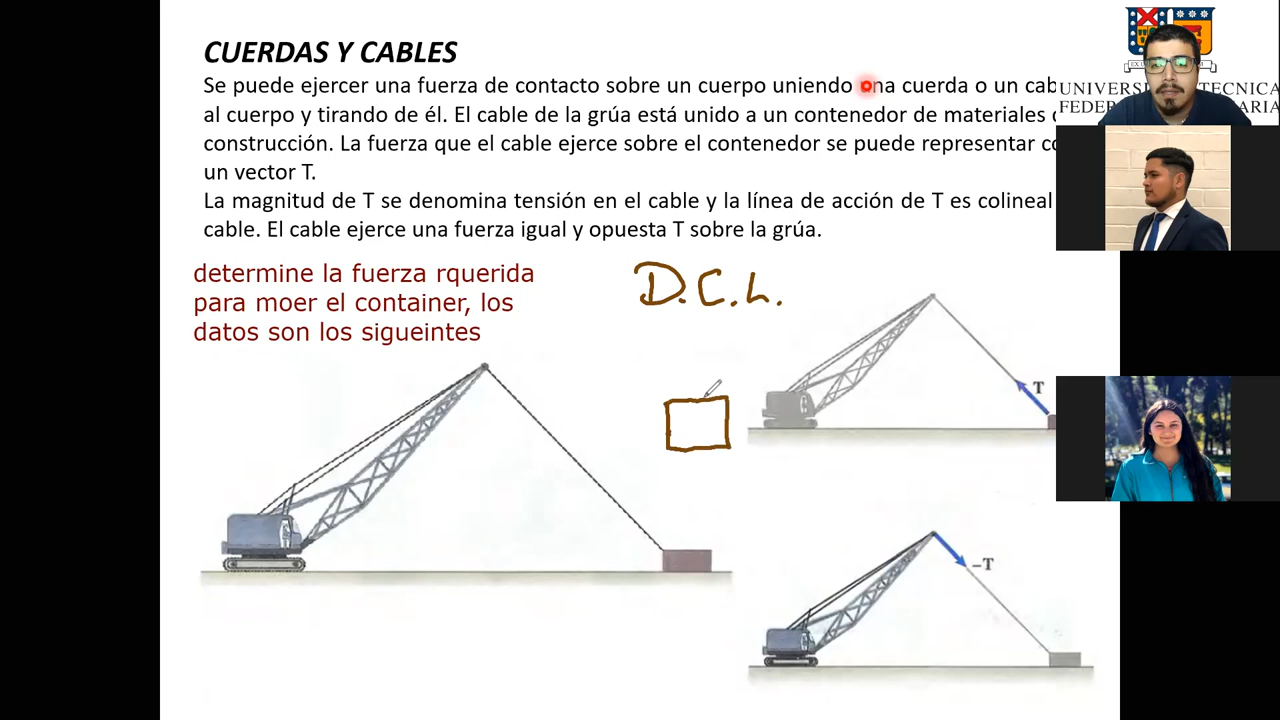 CUERDAS Y CABLES
Se puede ejercer una fuerza de contacto sobre un cuerpo uniendo una cuerda o un cab
al cuerpo y tirando de él. El cable de la grúa está unido a un contenedor de materiales
construcción. La fuerza que el cable ejerce sobre el contenedor se puede representar co
un vector T.
La magnitud de T se denomina tensión en el cable y la línea de acción de T es colineal
cable. El cable ejerce una fuerza igual y opuesta T sobre la grúa.
determine la fuerza rquerida
para moer el container, los
datos son los sigueintes
D.C.L.
T
−T
UNIVERS TECNICA
FEDER ARIA